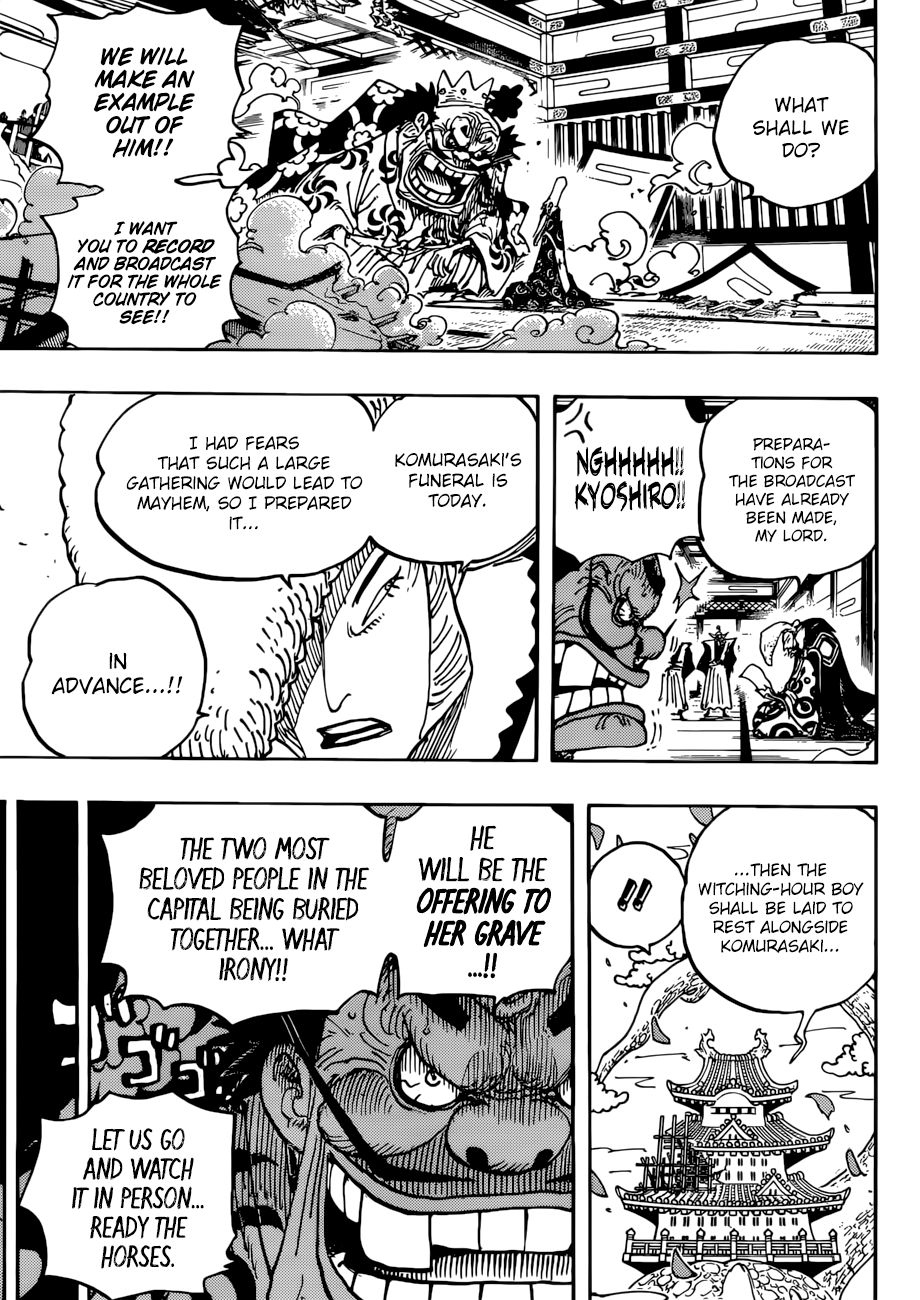 WHAT
SHALL WE
DO?
WE WILL
MAKE AN
EXAMPLE
OUT OF
HIM!!
I WANT
YOU TO RECORD
AND BROADCAST
IT FOR THE WHOLE
COUNTRY TO
SEE!!
PREPARA-
TIONS FOR
THE BROADCAST
HAVE ALREADY
BEEN MADE,
MY LORD.
NGHHHHH!!
KYOSHIRO!!
KOMURASAKI'S
FUNERAL IS
TODAY.
I HAD FEARS
THAT SUCH A LARGE
GATHERING WOULD LEAD TO
MAYHEM, SO I PREPARED
IT...
IN
ADVANCE...!!
...THEN THE
WITCHING-HOUR BOY
SHALL BE LAID TO
REST ALONGSIDE
KOMURASAKI...
!!
HE
WILL BE THE
OFFERING TO
HER GRAVE
...!!
THE TWO MOST
BELOVED PEOPLE IN THE
CAPITAL BEING BURIED
TOGETHER... WHAT
IRONY!!
ゴゴ
LET US GO
AND WATCH
IT IN PERSON...
READY THE
HORSES.